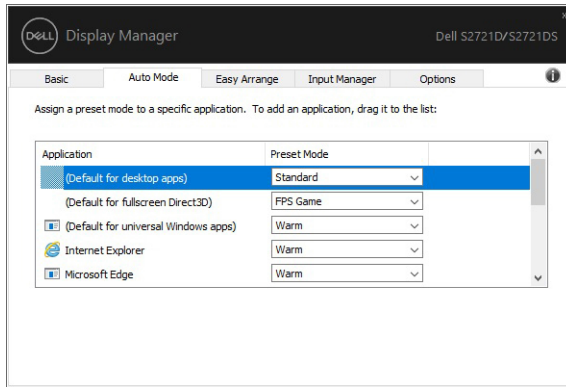 DELL Display Manager Dell S2721D/S2721DS
Basic Auto Mode Easy Arrange Input Manager Options
Assign a preset mode to a specific application. To add an application, drag it to the list:
Application Preset Mode
(Default for desktop apps) Standard
(Default for fullscreen Direct3D) FPS Game
(Default for universal Windows apps) Warm
Internet Explorer Warm
Microsoft Edge Warm